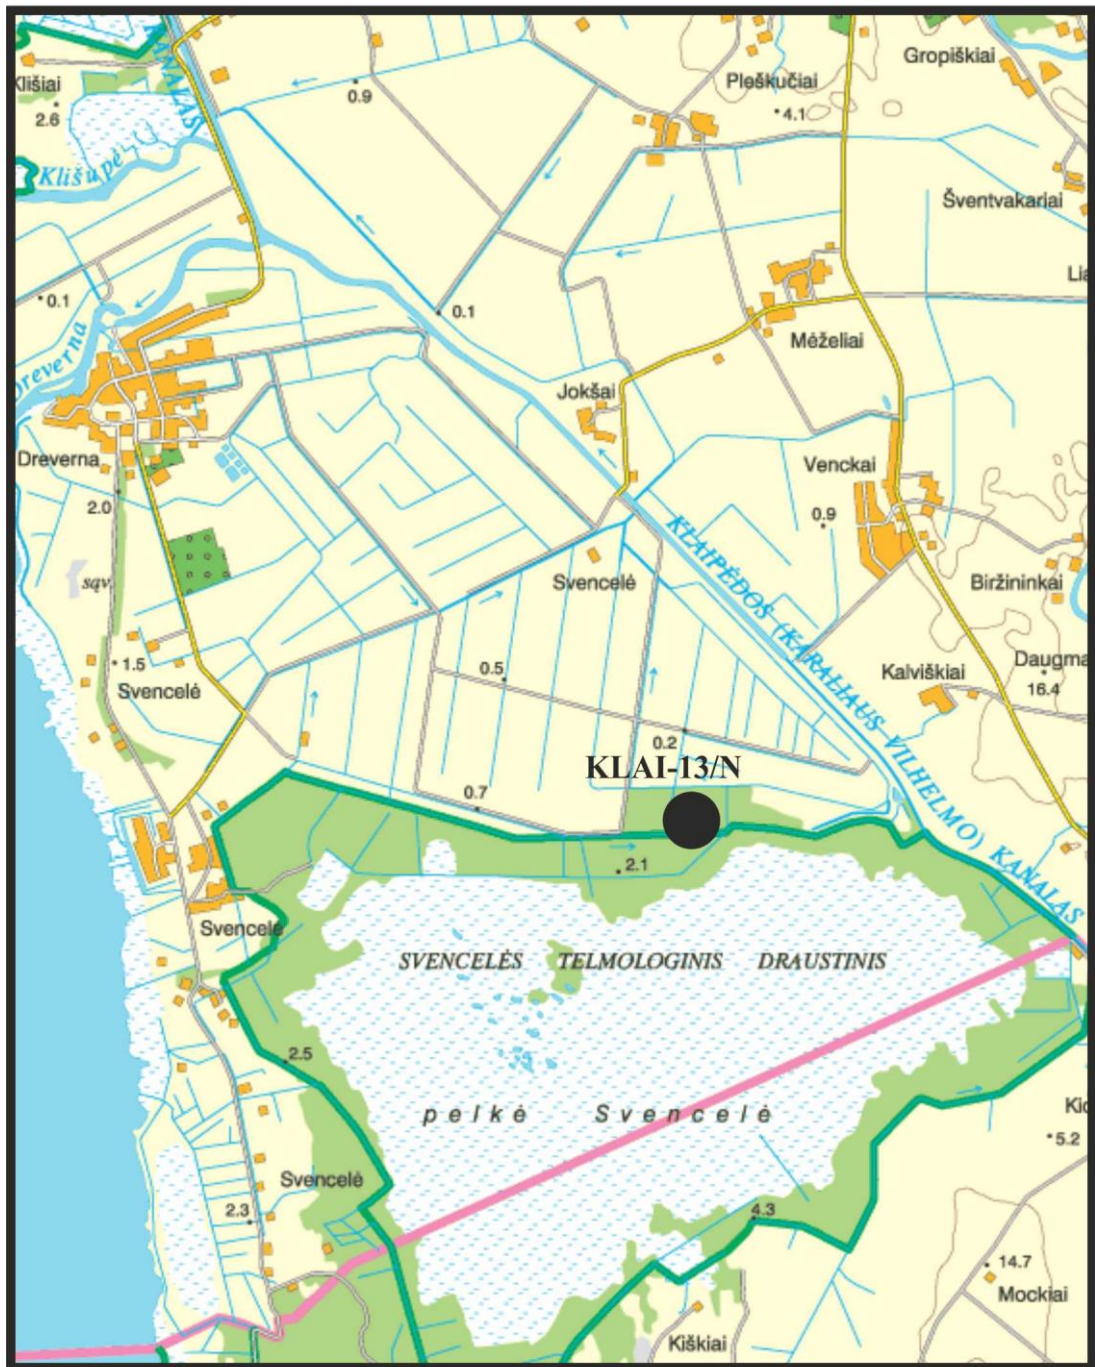 Gropiškiai
Pleškučiai
4.1
Klišiai
2.6
KANALAS
0.9
Klišupė
Šventvakariai
Lia
0.1
0.1
Dreverna
Mėželiai
Jokšai
Dreverna
2.0
Venckai
0.9
KLAIPĖDOS (KARALIAUS VILHELMO) KANALAS
sąv.
Svencelė
Biržininkai
1.5
Svencelė
0.5
Kalviškiai
Daugma
16.4
0.2
KLAI-13/N
0.7
2.1
Svencelė
SVENCELĖS TELMOLOGINIS DRAUSTINIS
2.5
pelkė Svencelė
Kic
5.2
Svencelė
2.3
4.3
14.7
Mockiai
Kiškiai